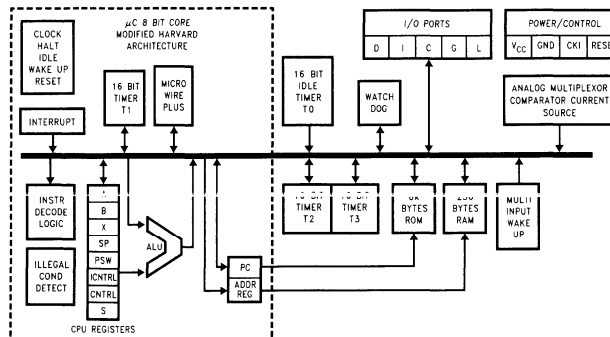 CLOCK
HALT
IDLE
WAKE UP
RESET
μC 8 BIT CORE
MODIFIED HARVARD
ARCHITECTURE
16 BIT
TIMER
T1
MICRO
WIRE
PLUS
INTERRUPT
16 BIT
IDLE
TIMER
T0
WATCH
DOG
I/O PORTS
D I C G L
POWER/CONTROL
VCC GND CKI RESE
ANALOG MULTIPLEXOR
COMPARATOR CURRENT
SOURCE
INSTR
DECODE
LOGIC
ILLEGAL
COND
DETECT
A
B
X
SP
PSW
ICNTRL
CNTRL
S
CPU REGISTERS
ALU
PC
ADDR
REG
BIT
TIMER
T2
BIT
TIMER
T3
BYTES
ROM
BYTES
RAM
MULTI
INPUT
WAKE
UP